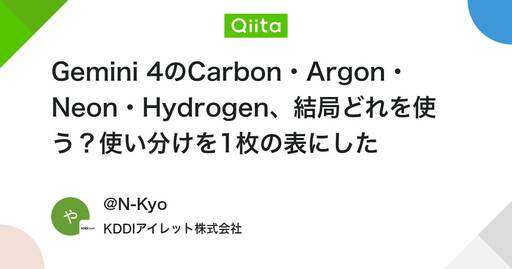 Qiita
Gemini 4のCarbon・Argon・
Neon・Hydrogen、結局どれを使
う？使い分けを1枚の表にした
や
@N-Kyo
KDDIアイレット株式会社